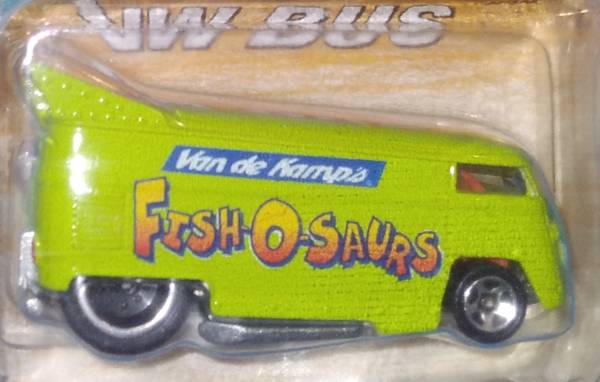 VW BUS
Van de Kamp's
FISH-O-SAURS